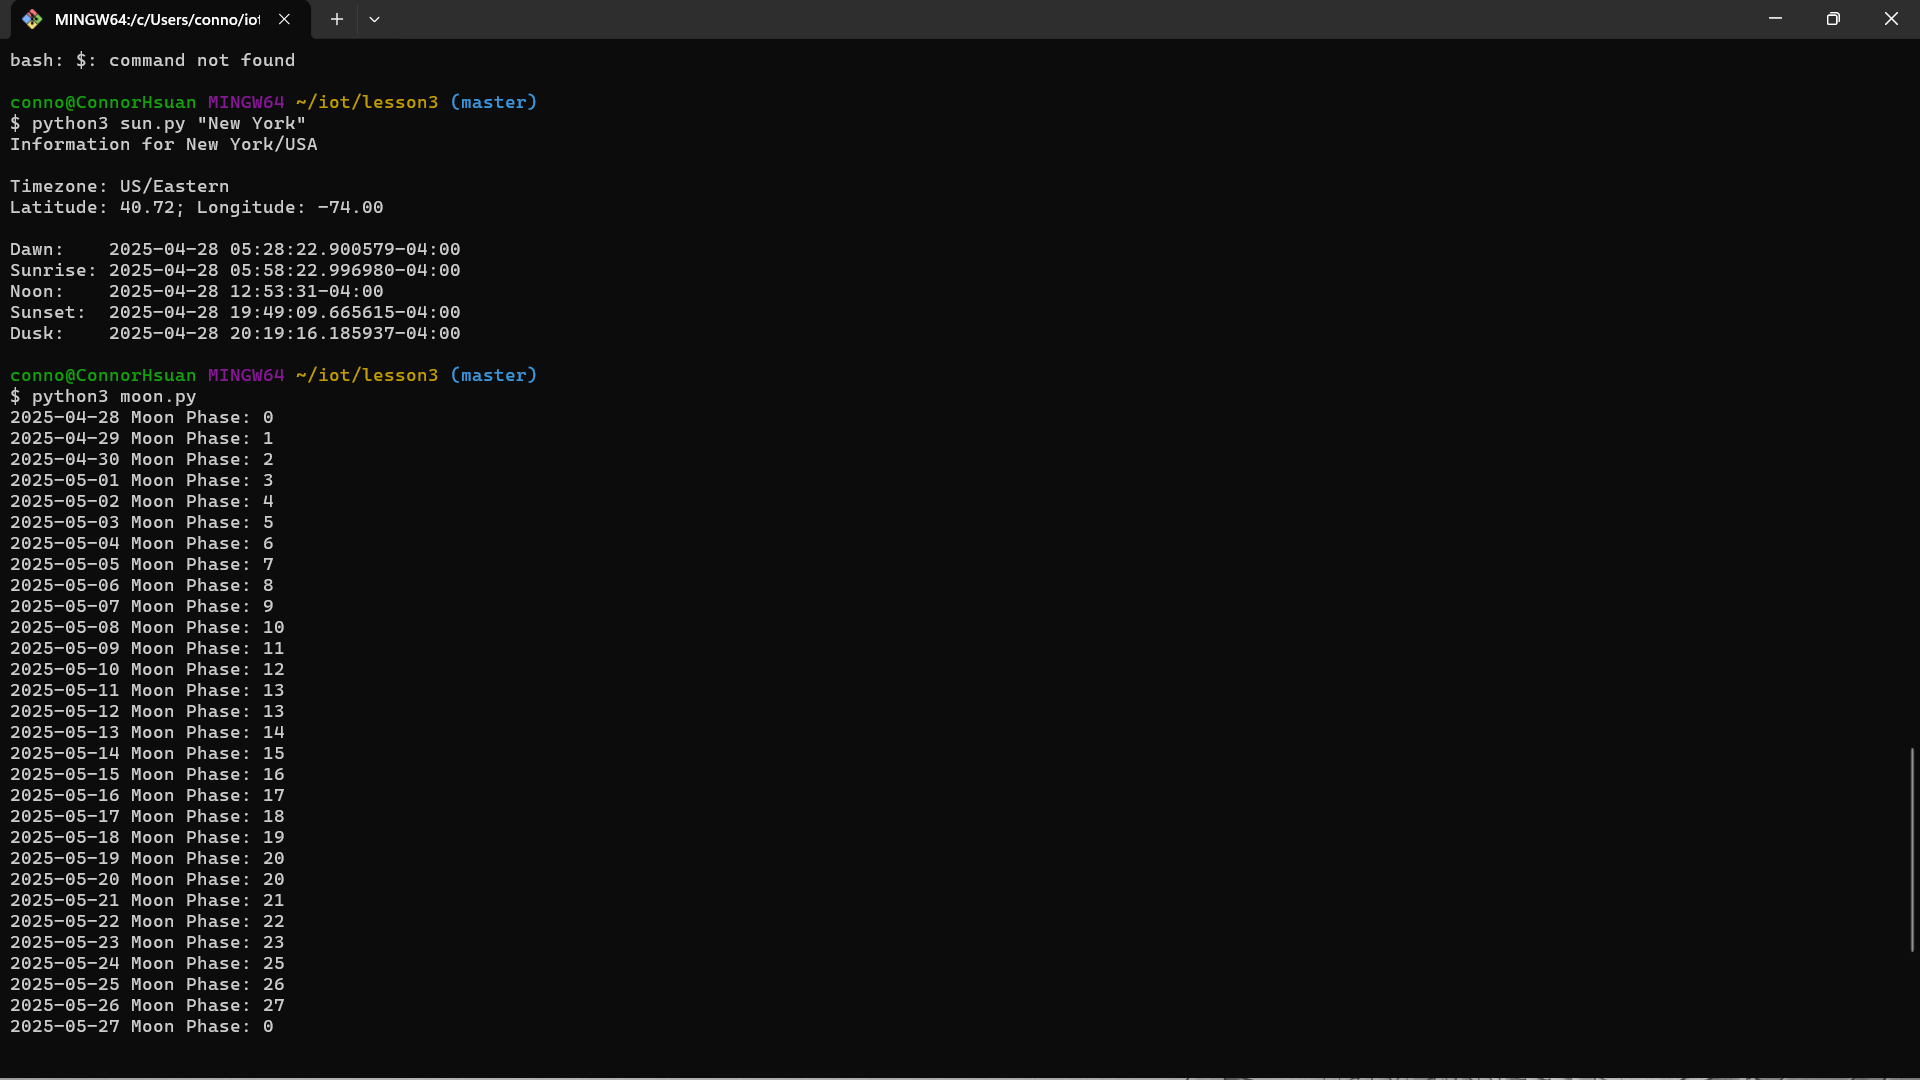 MINGW64:/c/Users/conno/iot
bash: $: command not found
conno@ConnorHsuan MINGW64 ~/iot/lesson3 (master)
$ python3 sun.py "New York"
Information for New York/USA
Timezone: US/Eastern
Latitude: 40.72; Longitude: -74.00
Dawn:    2025-04-28 05:28:22.900579-04:00
Sunrise: 2025-04-28 05:58:22.996980-04:00
Noon:    2025-04-28 12:53:31-04:00
Sunset:  2025-04-28 19:49:09.665615-04:00
Dusk:    2025-04-28 20:19:16.185937-04:00
conno@ConnorHsuan MINGW64 ~/iot/lesson3 (master)
$ python3 moon.py
2025-04-28 Moon Phase: 0
2025-04-29 Moon Phase: 1
2025-04-30 Moon Phase: 2
2025-05-01 Moon Phase: 3
2025-05-02 Moon Phase: 4
2025-05-03 Moon Phase: 5
2025-05-04 Moon Phase: 6
2025-05-05 Moon Phase: 7
2025-05-06 Moon Phase: 8
2025-05-07 Moon Phase: 9
2025-05-08 Moon Phase: 10
2025-05-09 Moon Phase: 11
2025-05-10 Moon Phase: 12
2025-05-11 Moon Phase: 13
2025-05-12 Moon Phase: 13
2025-05-13 Moon Phase: 14
2025-05-14 Moon Phase: 15
2025-05-15 Moon Phase: 16
2025-05-16 Moon Phase: 17
2025-05-17 Moon Phase: 18
2025-05-18 Moon Phase: 19
2025-05-19 Moon Phase: 20
2025-05-20 Moon Phase: 20
2025-05-21 Moon Phase: 21
2025-05-22 Moon Phase: 22
2025-05-23 Moon Phase: 23
2025-05-24 Moon Phase: 25
2025-05-25 Moon Phase: 26
2025-05-26 Moon Phase: 27
2025-05-27 Moon Phase: 0